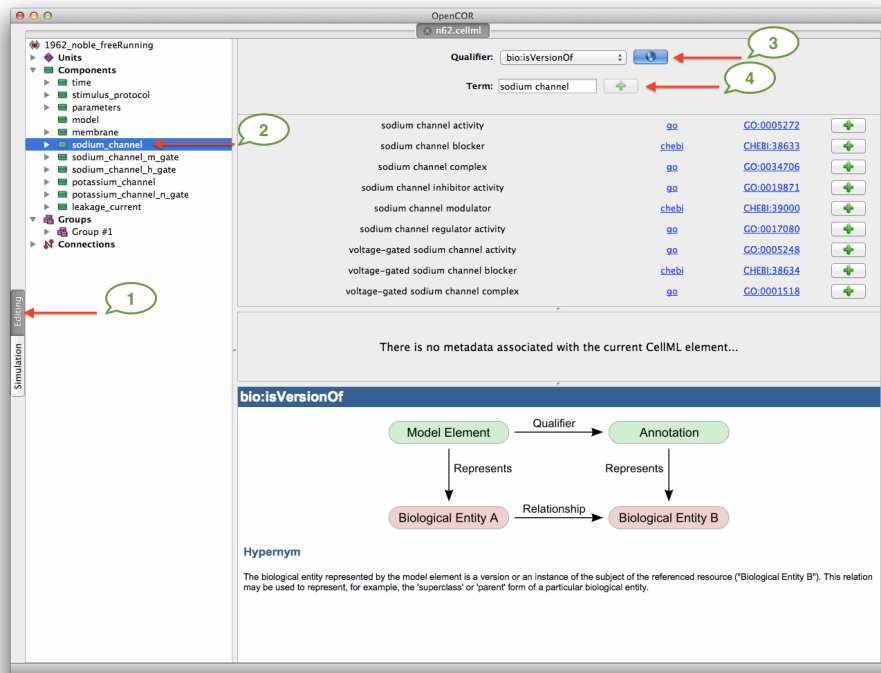 OpenCOR
n62.cellml
1962_noble_freeRunning
Units
Components
time
stimulus_protocol
parameters
model
membrane
sodium_channel
sodium_channel_m_gate
sodium_channel_h_gate
potassium_channel
potassium_channel_n_gate
leakage_current
Groups
Group #1
Connections
Editing
Simulation
1
2
3
4
Qualifier: bio:isVersionOf
Term: sodium channel
sodium channel activity go GO:0005272
sodium channel blocker chebi CHEBI:38633
sodium channel complex go GO:0034706
sodium channel inhibitor activity go GO:0019871
sodium channel modulator chebi CHEBI:39000
sodium channel regulator activity go GO:0017080
voltage-gated sodium channel activity go GO:0005248
voltage-gated sodium channel blocker chebi CHEBI:38634
voltage-gated sodium channel complex go GO:0001518
There is no metadata associated with the current CellML element...
bio:isVersionOf
Model Element Qualifier Annotation
Represents Represents
Biological Entity A Relationship Biological Entity B
Hypernym
The biological entity represented by the model element is a version or an instance of the subject of the referenced resource ("Biological Entity B"). This relation
may be used to represent, for example, the 'superclass' or 'parent' form of a particular biological entity.